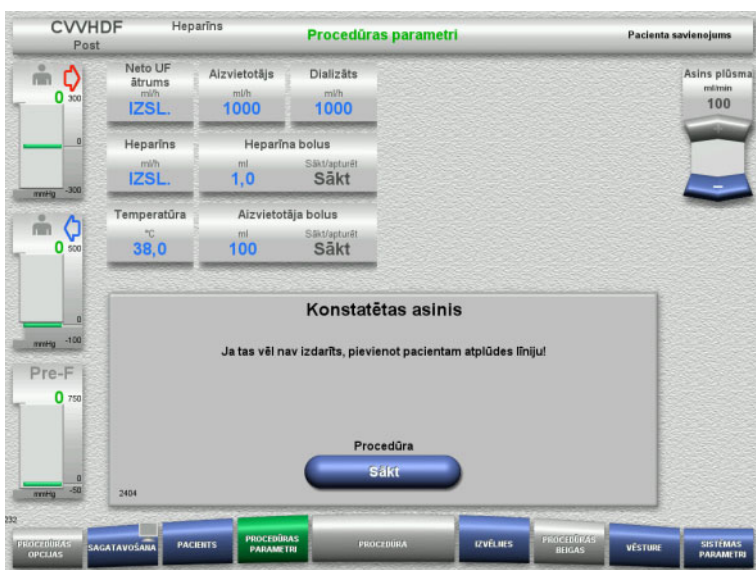 CVVHDF
Post
Heparīns
Procedūras parametri
Pacienta savienojums
0 300
0
mmHg -300
Neto UF
ātrums
ml/h
IZSL.
Aizvietotājs
ml/h
1000
Dializāts
ml/h
1000
Asins plūsma
ml/min
100
+
−
Heparīns
ml/h
IZSL.
Heparīna bolus
ml
1,0
Sākt/apturēt
Sākt
Temperatūra
°C
38,0
Aizvietotāja bolus
ml
100
Sākt/apturēt
Sākt
0 500
0
mmHg -100
Pre-F
0 750
0
mmHg -50
Konstatētas asinis
Ja tas vēl nav izdarīts, pievienot pacientam atplūdes līniju!
Procedūra
Sākt
2404
232
PROCEDŪRAS
OPCIJAS
SAGATAVOŠANA
PACIENTS
PROCEDŪRAS
PARAMETRI
PROCEDŪRA
IZVĒLNES
PROCEDŪRAS
BEIGAS
VĒSTURE
SISTĒMAS
PARAMETRI